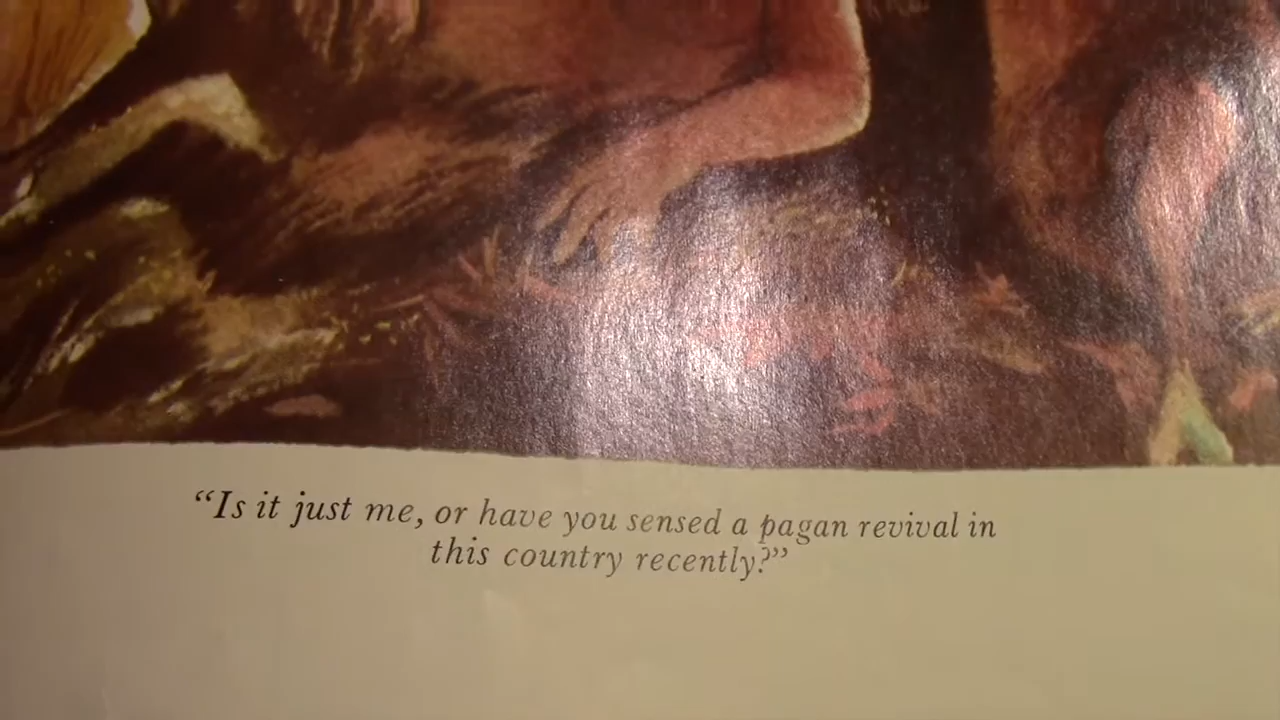 “Is it just me, or have you sensed a pagan revival in
this country recently?”